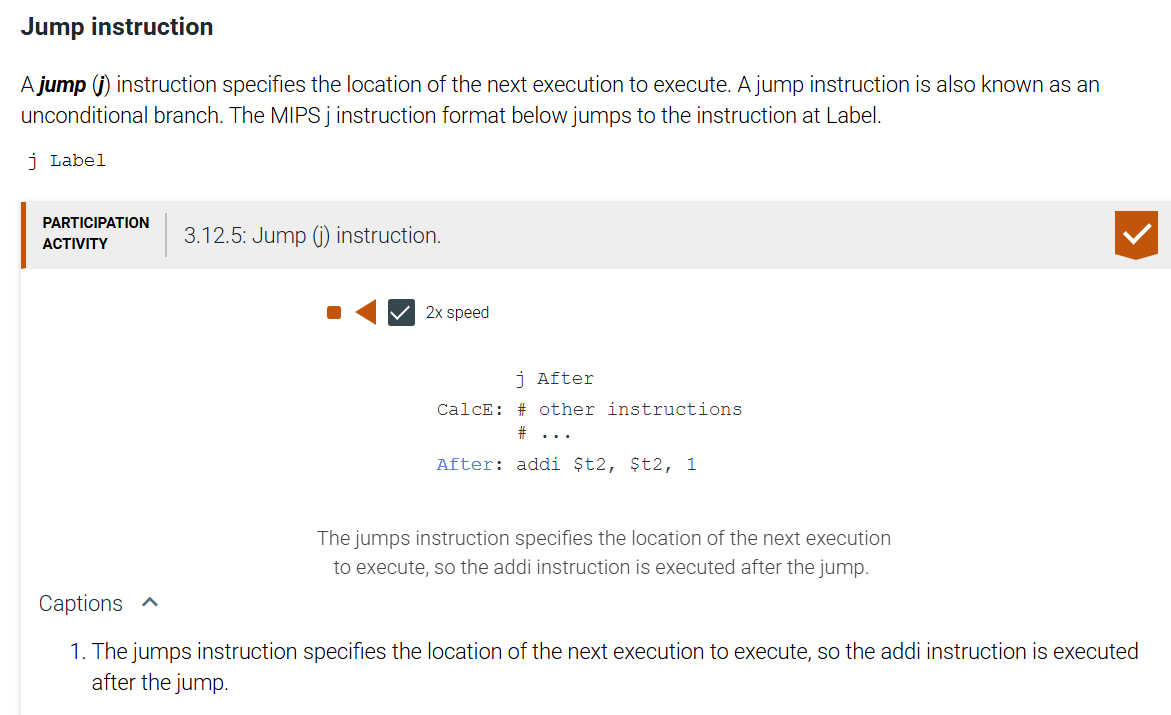 Jump instruction
A jump (j) instruction specifies the location of the next execution to execute. A jump instruction is also known as an
unconditional branch. The MIPS j instruction format below jumps to the instruction at Label.
j Label
PARTICIPATION
ACTIVITY
3.12.5: Jump (j) instruction.
2x speed
j After
CalcE: # other instructions
# ...
After: addi $t2, $t2, 1
The jumps instruction specifies the location of the next execution
to execute, so the addi instruction is executed after the jump.
Captions
1. The jumps instruction specifies the location of the next execution to execute, so the addi instruction is executed
after the jump.